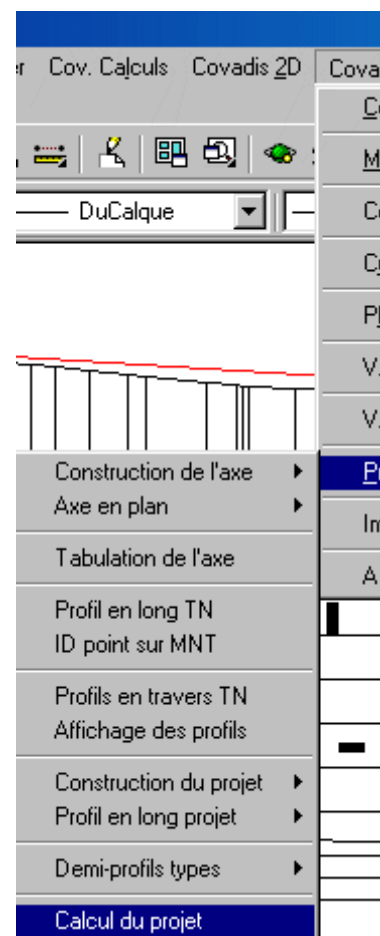 Cov. Calculs Covadis 2D Cova
DuCalque
Construction de l'axe
Axe en plan
Tabulation de l'axe
Profil en long TN
ID point sur MNT
Profils en travers TN
Affichage des profils
Construction du projet
Profil en long projet
Demi-profils types
Calcul du projet